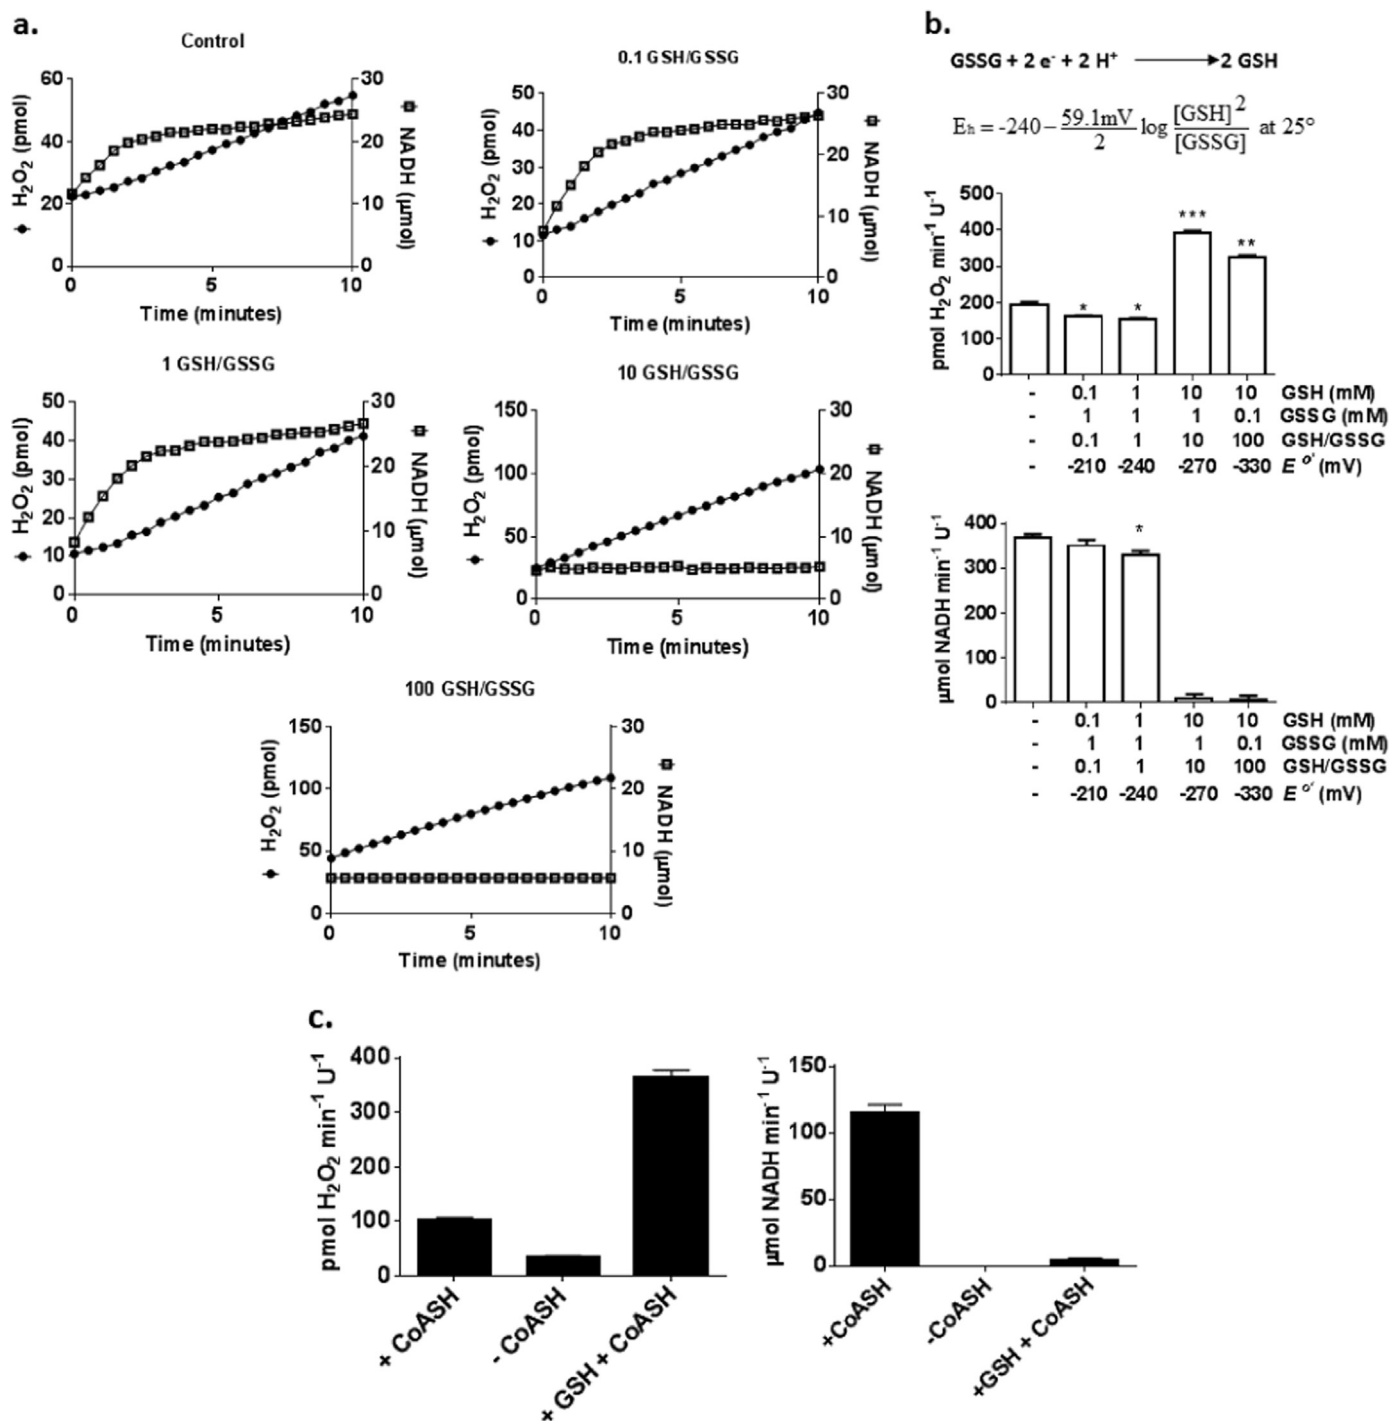 a.
Control
60
40
20
0
30
20
10
0
0 5 10
H₂O₂ (pmol)
NADH (µmol)
Time (minutes)
0.1 GSH/GSSG
50
40
30
20
10
0
30
20
10
0
0 5 10
H₂O₂ (pmol)
NADH (µmol)
Time (minutes)
1 GSH/GSSG
50
40
30
20
10
0
30
20
10
0
0 5 10
H₂O₂ (pmol)
NADH (µmol)
Time (minutes)
10 GSH/GSSG
150
100
50
0
30
20
10
0
0 5 10
H₂O₂ (pmol)
NADH (µmol)
Time (minutes)
100 GSH/GSSG
150
100
50
0
30
20
10
0
0 5 10
H₂O₂ (pmol)
NADH (µmol)
Time (minutes)
b.
GSSG + 2 e⁻ + 2 H⁺ → 2 GSH
Eh = -240 – 59.1mV/2 log [GSH]²/[GSSG] at 25°
pmol H₂O₂ min⁻¹ U⁻¹
500
400
300
200
100
0
* * *** **
- 0.1 1 10 10 GSH (mM)
- 1 1 1 0.1 GSSG (mM)
- 0.1 1 10 100 GSH/GSSG
- -210 -240 -270 -330 E°' (mV)
µmol NADH min⁻¹ U⁻¹
400
300
200
100
0
*
- 0.1 1 10 10 GSH (mM)
- 1 1 1 0.1 GSSG (mM)
- 0.1 1 10 100 GSH/GSSG
- -210 -240 -270 -330 E°' (mV)
c.
pmol H₂O₂ min⁻¹ U⁻¹
400
300
200
100
0
+ CoASH
- CoASH
+ GSH + CoASH
µmol NADH min⁻¹ U⁻¹
150
100
50
0
+CoASH
-CoASH
+GSH + CoASH